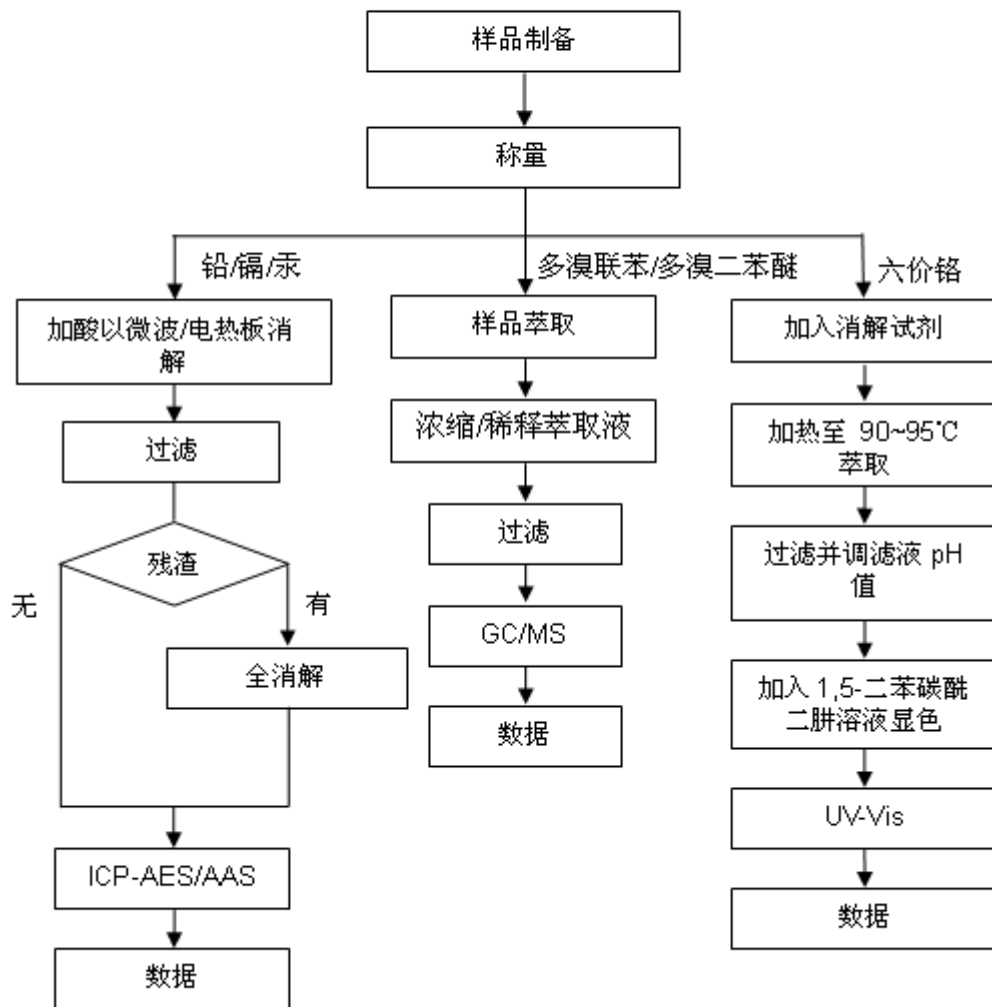 样品制备
称量
铅/镉/汞
多溴联苯/多溴二苯醚
六价铬
加酸以微波/电热板消
解
过滤
残渣
无
有
全消解
ICP-AES/AAS
数据
样品萃取
浓缩/稀释萃取液
过滤
GC/MS
数据
加入消解试剂
加热至 90~95℃
萃取
过滤并调滤液 pH
值
加入 1,5-二苯碳酰
二肼溶液显色
UV-Vis
数据